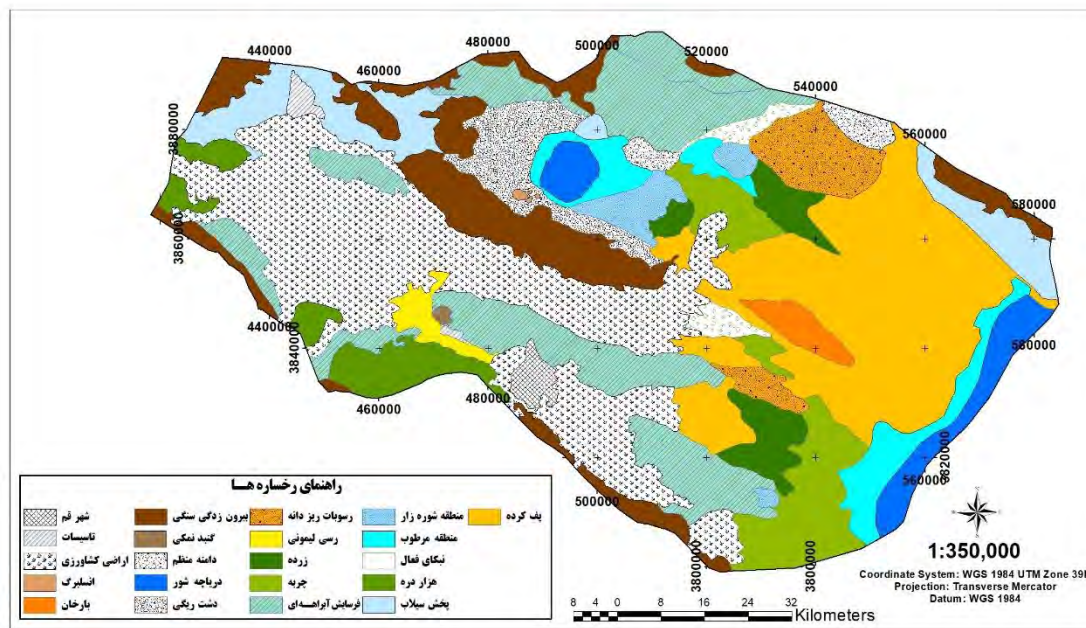 440000
460000
480000
500000
520000
540000
560000
580000
3880000
3860000
4400000
3840000
460000
480000
500000
3800000
3800000
560000
3820000
580000
راهنمای رخساره هـا
شهر قم
بیرون زدگی سنگی
رسوبات ریز دانه
منطقه شوره زار
پف کرده
تاسیسات
گنبد نمکی
رسی لیمونی
منطقه مرطوب
اراضی کشاورزی
دامنه منظم
زرده
نبکای فعال
انسلبرگ
دریاچه شور
چربه
هزار دره
بارخان
دشت ریگی
فرسایش آبراهـه‌ای
پخش سیلاب
1:350,000
Coordinate System: WGS 1984 UTM Zone 39N
Projection: Transverse Mercator
Datum: WGS 1984
8 4 0 8 16 24 32
Kilometers